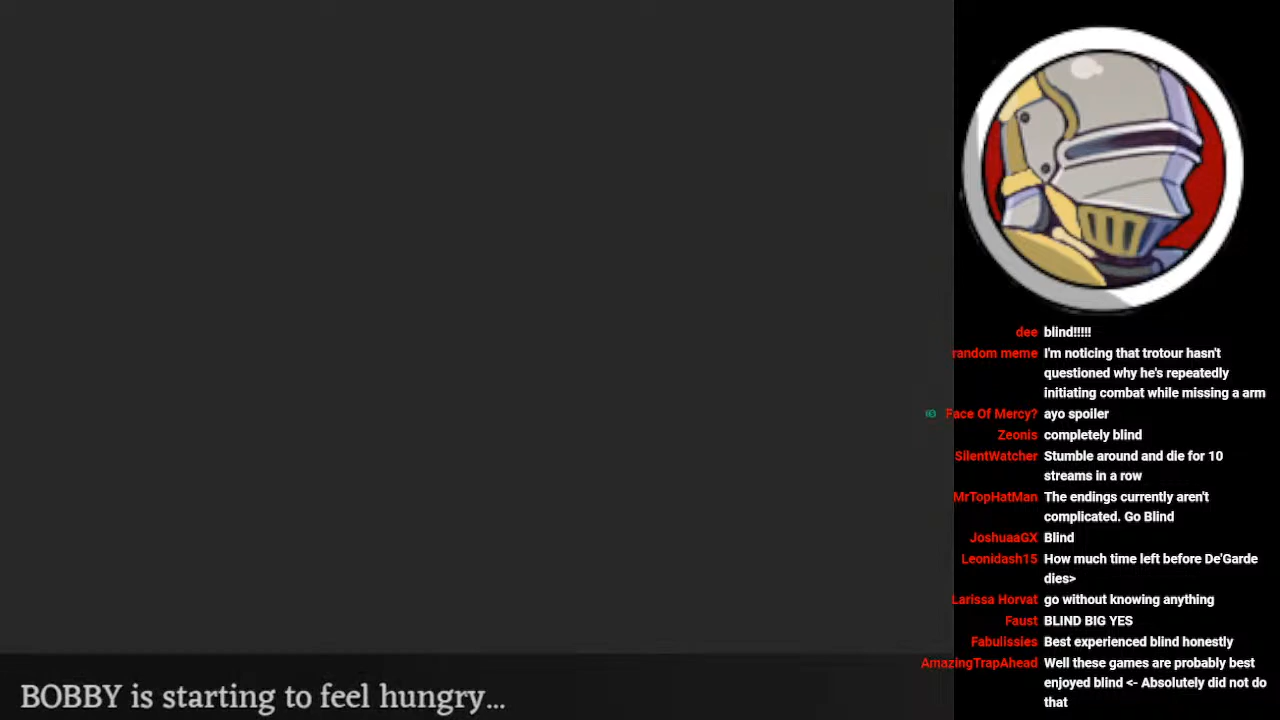 dee blind!!!!!
random meme I'm noticing that trotour hasn't
questioned why he's repeatedly
initiating combat while missing a arm
Face Of Mercy? ayo spoiler
Zeonis completely blind
SilentWatcher Stumble around and die for 10
streams in a row
MrTopHatMan The endings currently aren't
complicated. Go Blind
JoshuaaGX Blind
Leonidash15 How much time left before De'Garde
dies>
Larissa Horvat go without knowing anything
Faust BLIND BIG YES
Fabulissies Best experienced blind honestly
AmazingTrapAhead Well these games are probably best
enjoyed blind <- Absolutely did not do
that
BOBBY is starting to feel hungry...